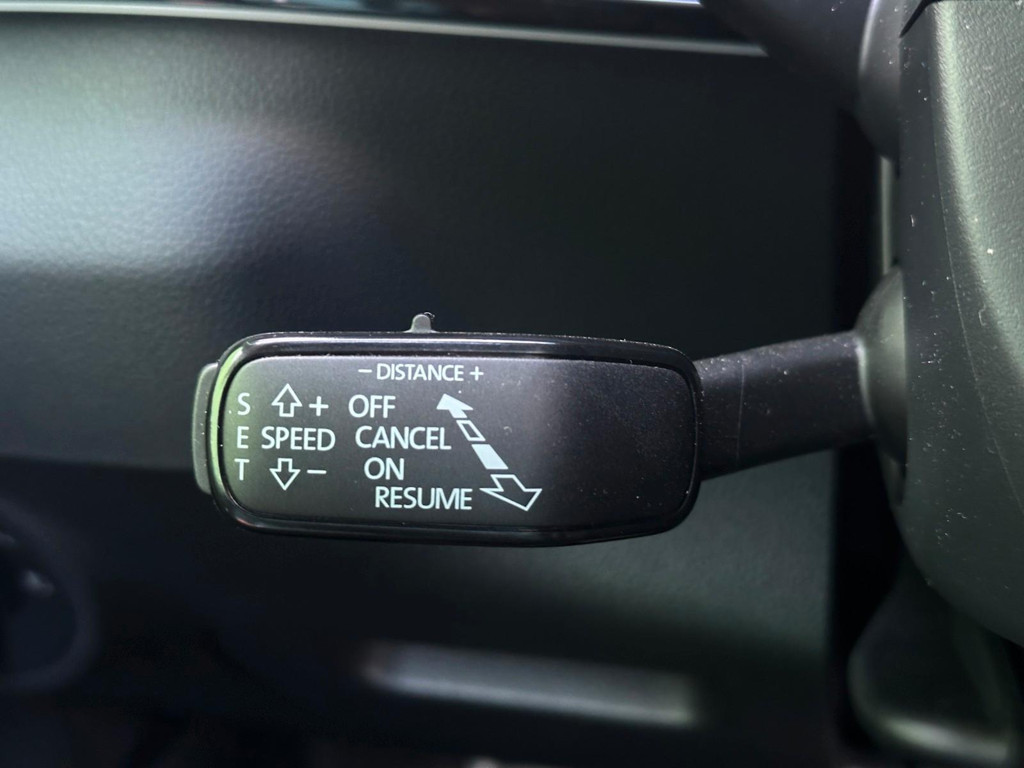 - DISTANCE +
S + OFF
E SPEED CANCEL
T - ON
RESUME